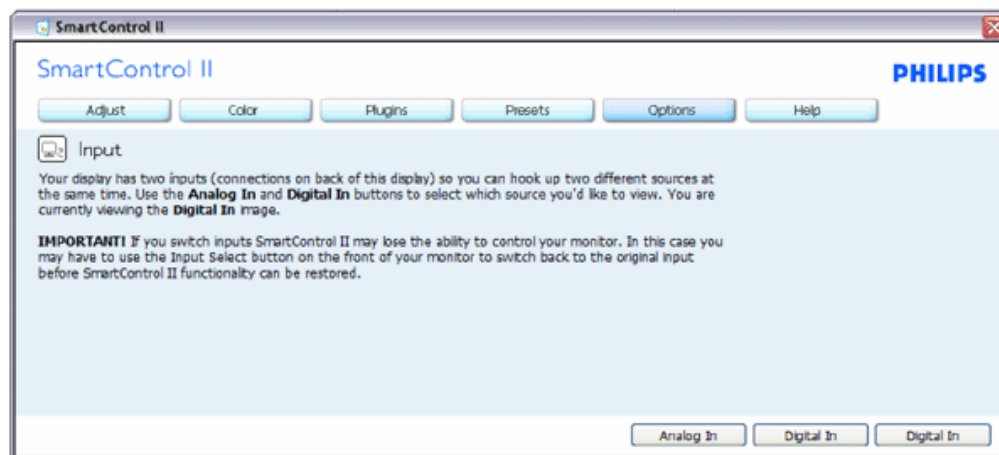 SmartControl II
SmartControl II
PHILIPS
Adjust
Color
Plugins
Presets
Options
Help
Input
Your display has two inputs (connections on back of this display) so you can hook up two different sources at
the same time. Use the Analog In and Digital In buttons to select which source you'd like to view. You are
currently viewing the Digital In image.
IMPORTANT! If you switch inputs SmartControl II may lose the ability to control your monitor. In this case you
may have to use the Input Select button on the front of your monitor to switch back to the original input
before SmartControl II functionality can be restored.
Analog In
Digital In
Digital In